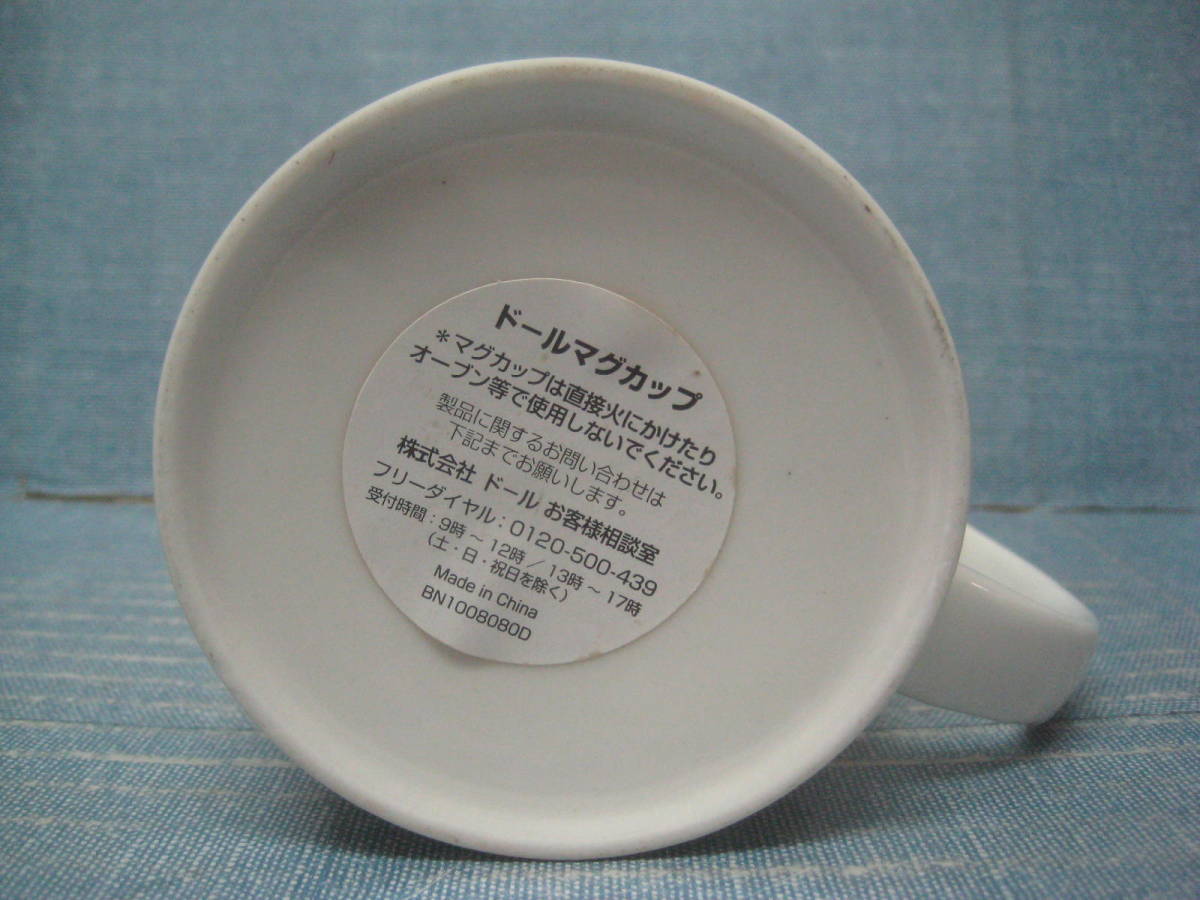 ドールマグカップ
＊マグカップは直接火にかけたり
オーブン等で使用しないでください。
製品に関するお問い合わせは
下記までお願いします。
株式会社 ドール お客様相談室
フリーダイヤル：0120-500-439
受付時間：9時～12時／13時～17時
（土・日・祝日を除く）
Made in China
BN1008080D